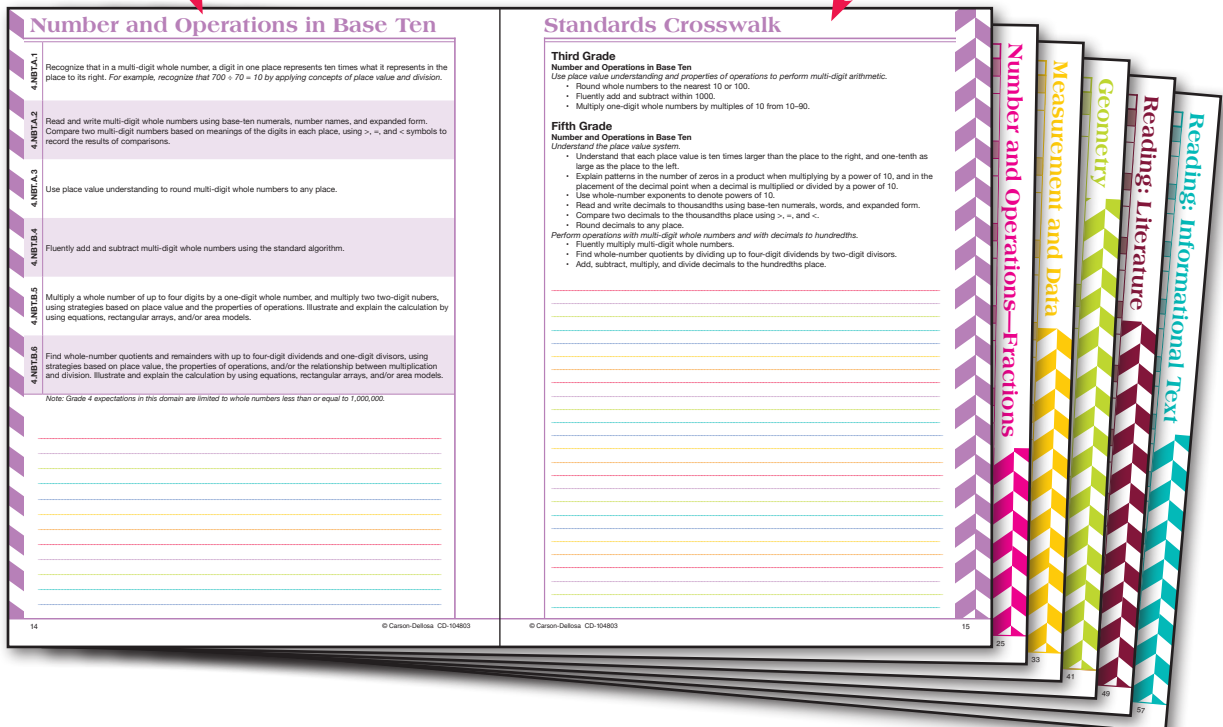 Number and Operations in Base Ten
4.NBT.A.1
Recognize that in a multi-digit whole number, a digit in one place represents ten times what it represents in the
place to its right. For example, recognize that 700 ÷ 70 = 10 by applying concepts of place value and division.
4.NBT.A.2
Read and write multi-digit whole numbers using base-ten numerals, number names, and expanded form.
Compare two multi-digit numbers based on meanings of the digits in each place, using >, =, and < symbols to
record the results of comparisons.
4.NBT.A.3
Use place value understanding to round multi-digit whole numbers to any place.
4.NBT.B.4
Fluently add and subtract multi-digit whole numbers using the standard algorithm.
4.NBT.B.5
Multiply a whole number of up to four digits by a one-digit whole number, and multiply two two-digit nubers,
using strategies based on place value and the properties of operations. Illustrate and explain the calculation by
using equations, rectangular arrays, and/or area models.
4.NBT.B.6
Find whole-number quotients and remainders with up to four-digit dividends and one-digit divisors, using
strategies based on place value, the properties of operations, and/or the relationship between multiplication
and division. Illustrate and explain the calculation by using equations, rectangular arrays, and/or area models.
Note: Grade 4 expectations in this domain are limited to whole numbers less than or equal to 1,000,000.
14
© Carson-Dellosa CD-104803
Standards Crosswalk
Third Grade
Number and Operations in Base Ten
Use place value understanding and properties of operations to perform multi-digit arithmetic.
• Round whole numbers to the nearest 10 or 100.
• Fluently add and subtract within 1000.
• Multiply one-digit whole numbers by multiples of 10 from 10–90.
Fifth Grade
Number and Operations in Base Ten
Understand the place value system.
• Understand that each place value is ten times larger than the place to the right, and one-tenth as
large as the place to the left.
• Explain patterns in the number of zeros in a product when multiplying by a power of 10, and in the
placement of the decimal point when a decimal is multiplied or divided by a power of 10.
• Use whole-number exponents to denote powers of 10.
• Read and write decimals to thousandths using base-ten numerals, words, and expanded form.
• Compare two decimals to the thousandths place using >, =, and <.
• Round decimals to any place.
Perform operations with multi-digit whole numbers and with decimals to hundredths.
• Fluently multiply multi-digit whole numbers.
• Find whole-number quotients by dividing up to four-digit dividends by two-digit divisors.
• Add, subtract, multiply, and divide decimals to the hundredths place.
© Carson-Dellosa CD-104803
15
Number and Operations—Fractions
25
Measurement and Data
33
Geometry
41
Reading: Literature
49
Reading: Informational Text
57